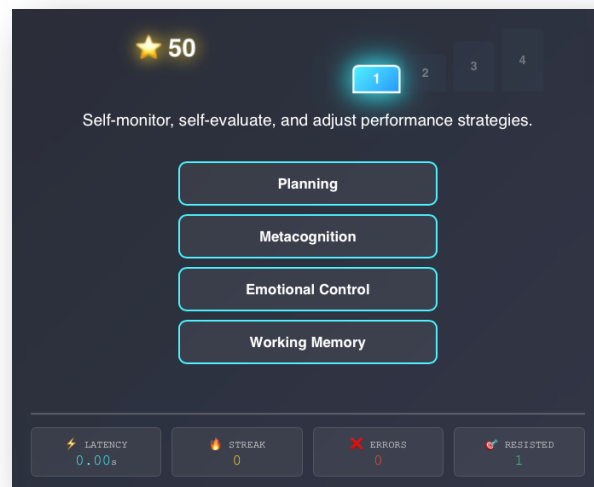 50
1
2
3
4
Self-monitor, self-evaluate, and adjust performance strategies.
Planning
Metacognition
Emotional Control
Working Memory
LATENCY
0.00s
STREAK
0
ERRORS
0
RESISTED
1